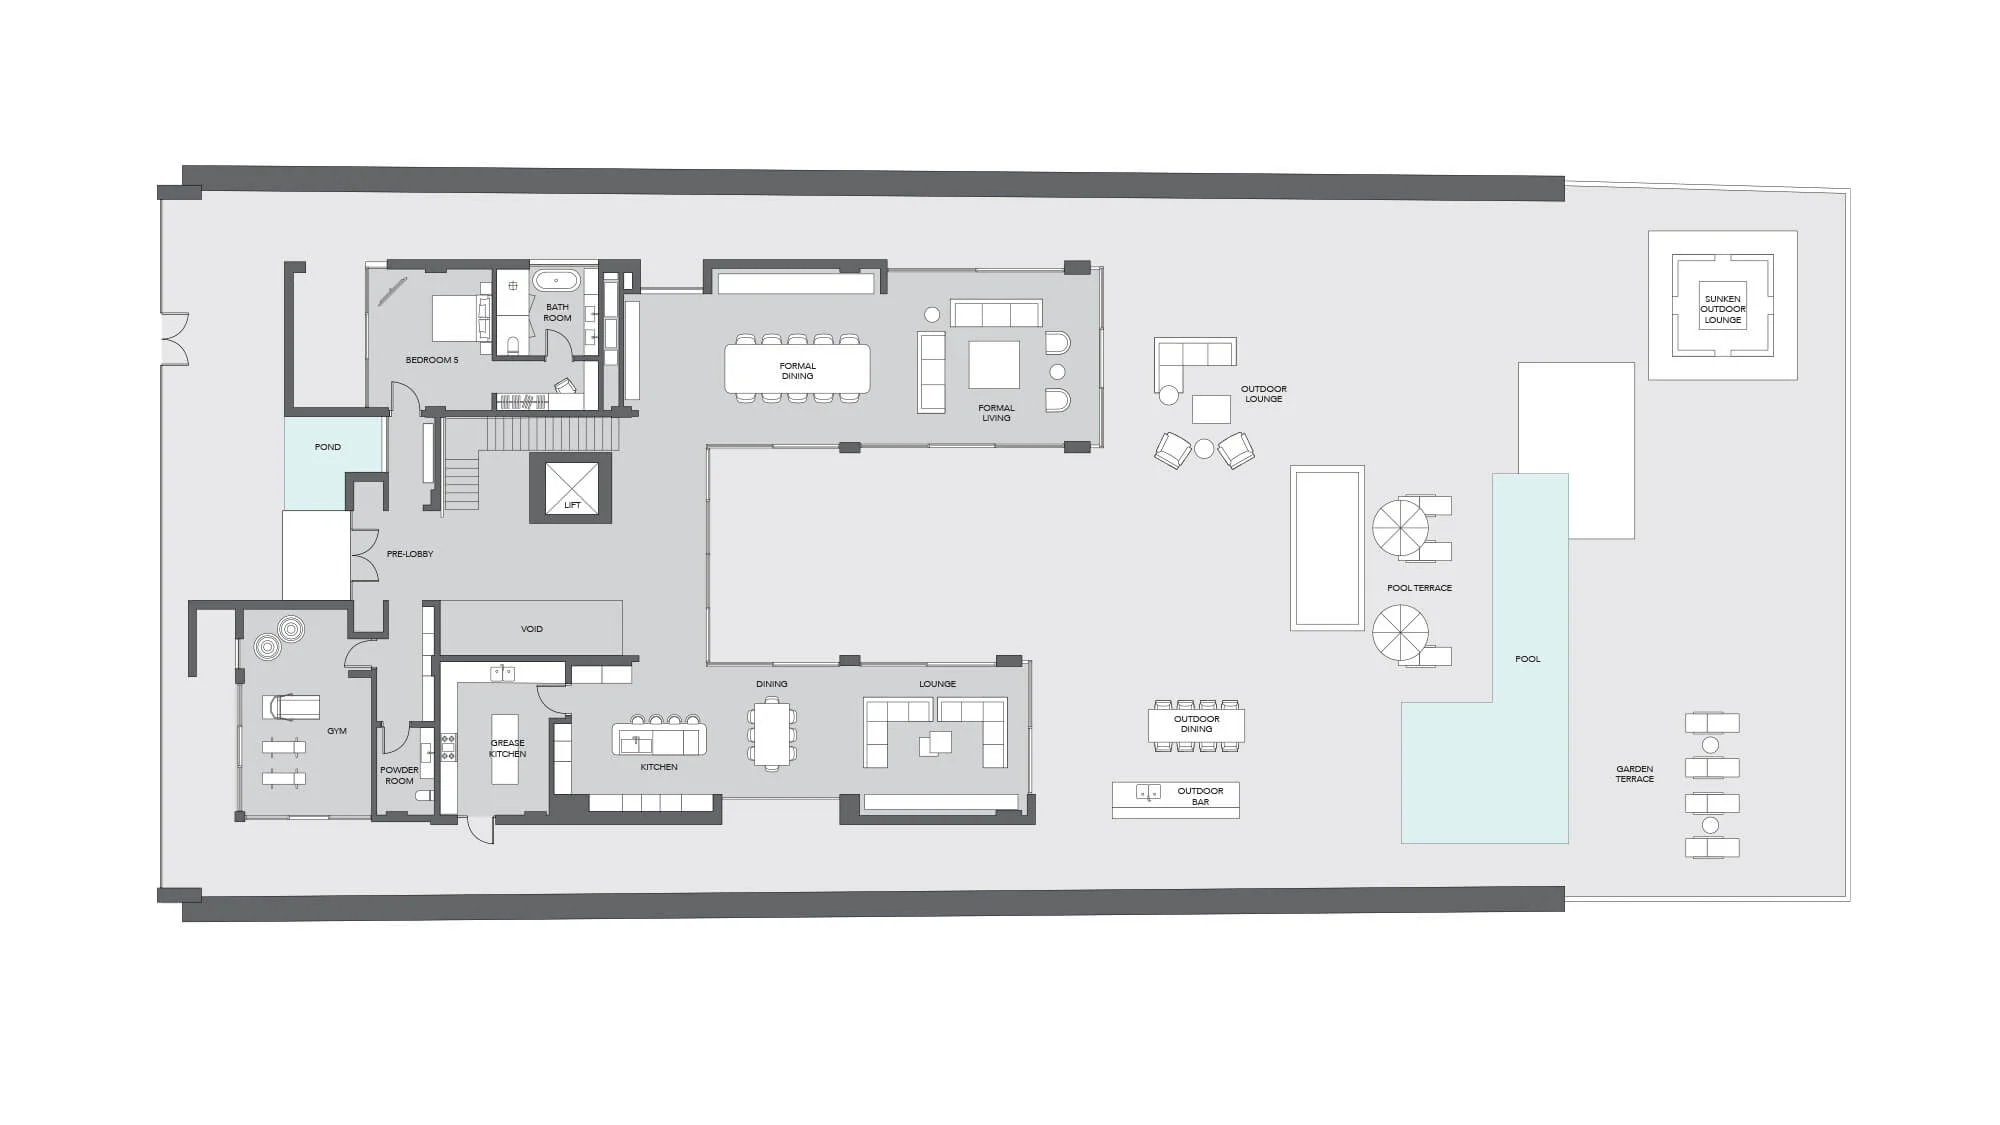 SUNKEN
OUTDOOR
LOUNGE
BATH
ROOM
BEDROOM 5
FORMAL
DINING
FORMAL
LIVING
OUTDOOR
LOUNGE
POND
LIFT
PRE-LOBBY
POOL TERRACE
VOID
POOL
DINING
LOUNGE
GYM
GREASE
KITCHEN
KITCHEN
OUTDOOR
DINING
POWDER
ROOM
GARDEN
TERRACE
OUTDOOR
BAR